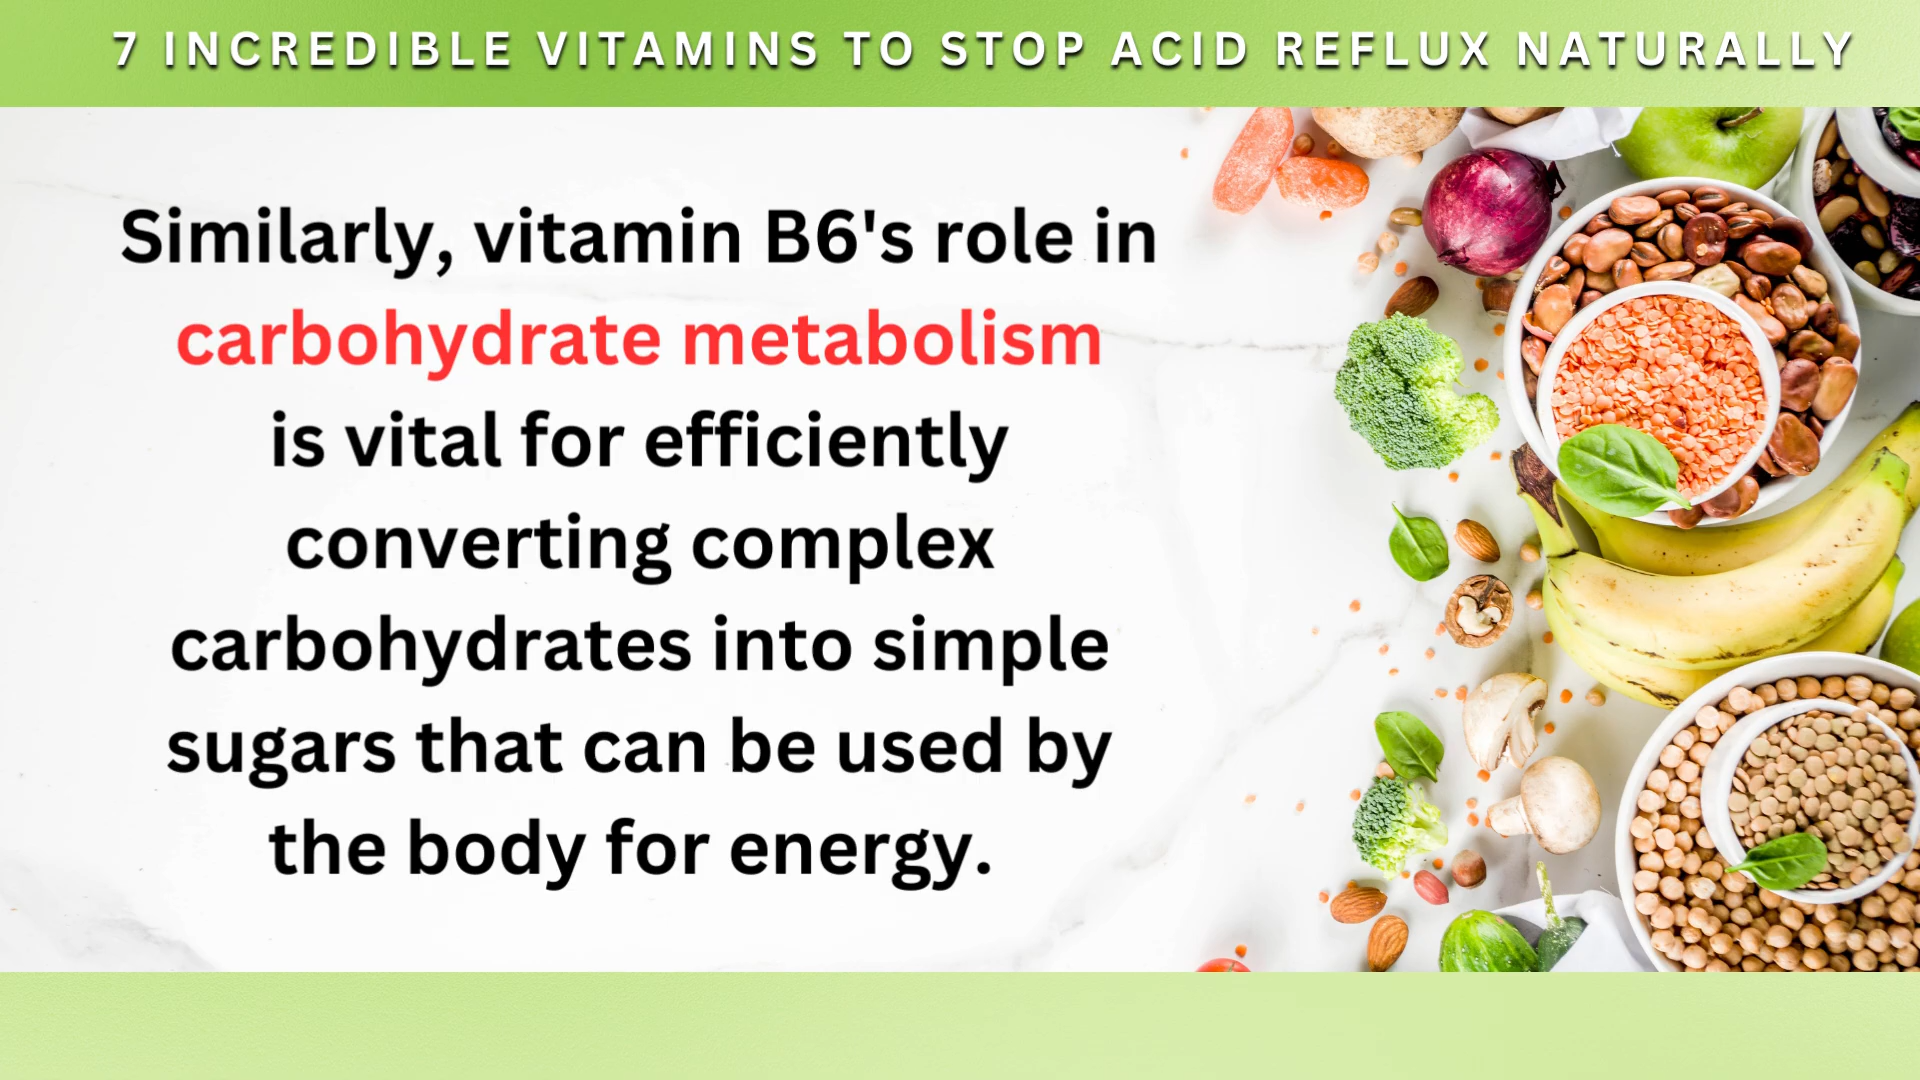 7 INCREDIBLE VITAMINS TO STOP ACID REFLUX NATURALLY
Similarly, vitamin B6's role in
carbohydrate metabolism
is vital for efficiently
converting complex
carbohydrates into simple
sugars that can be used by
the body for energy.